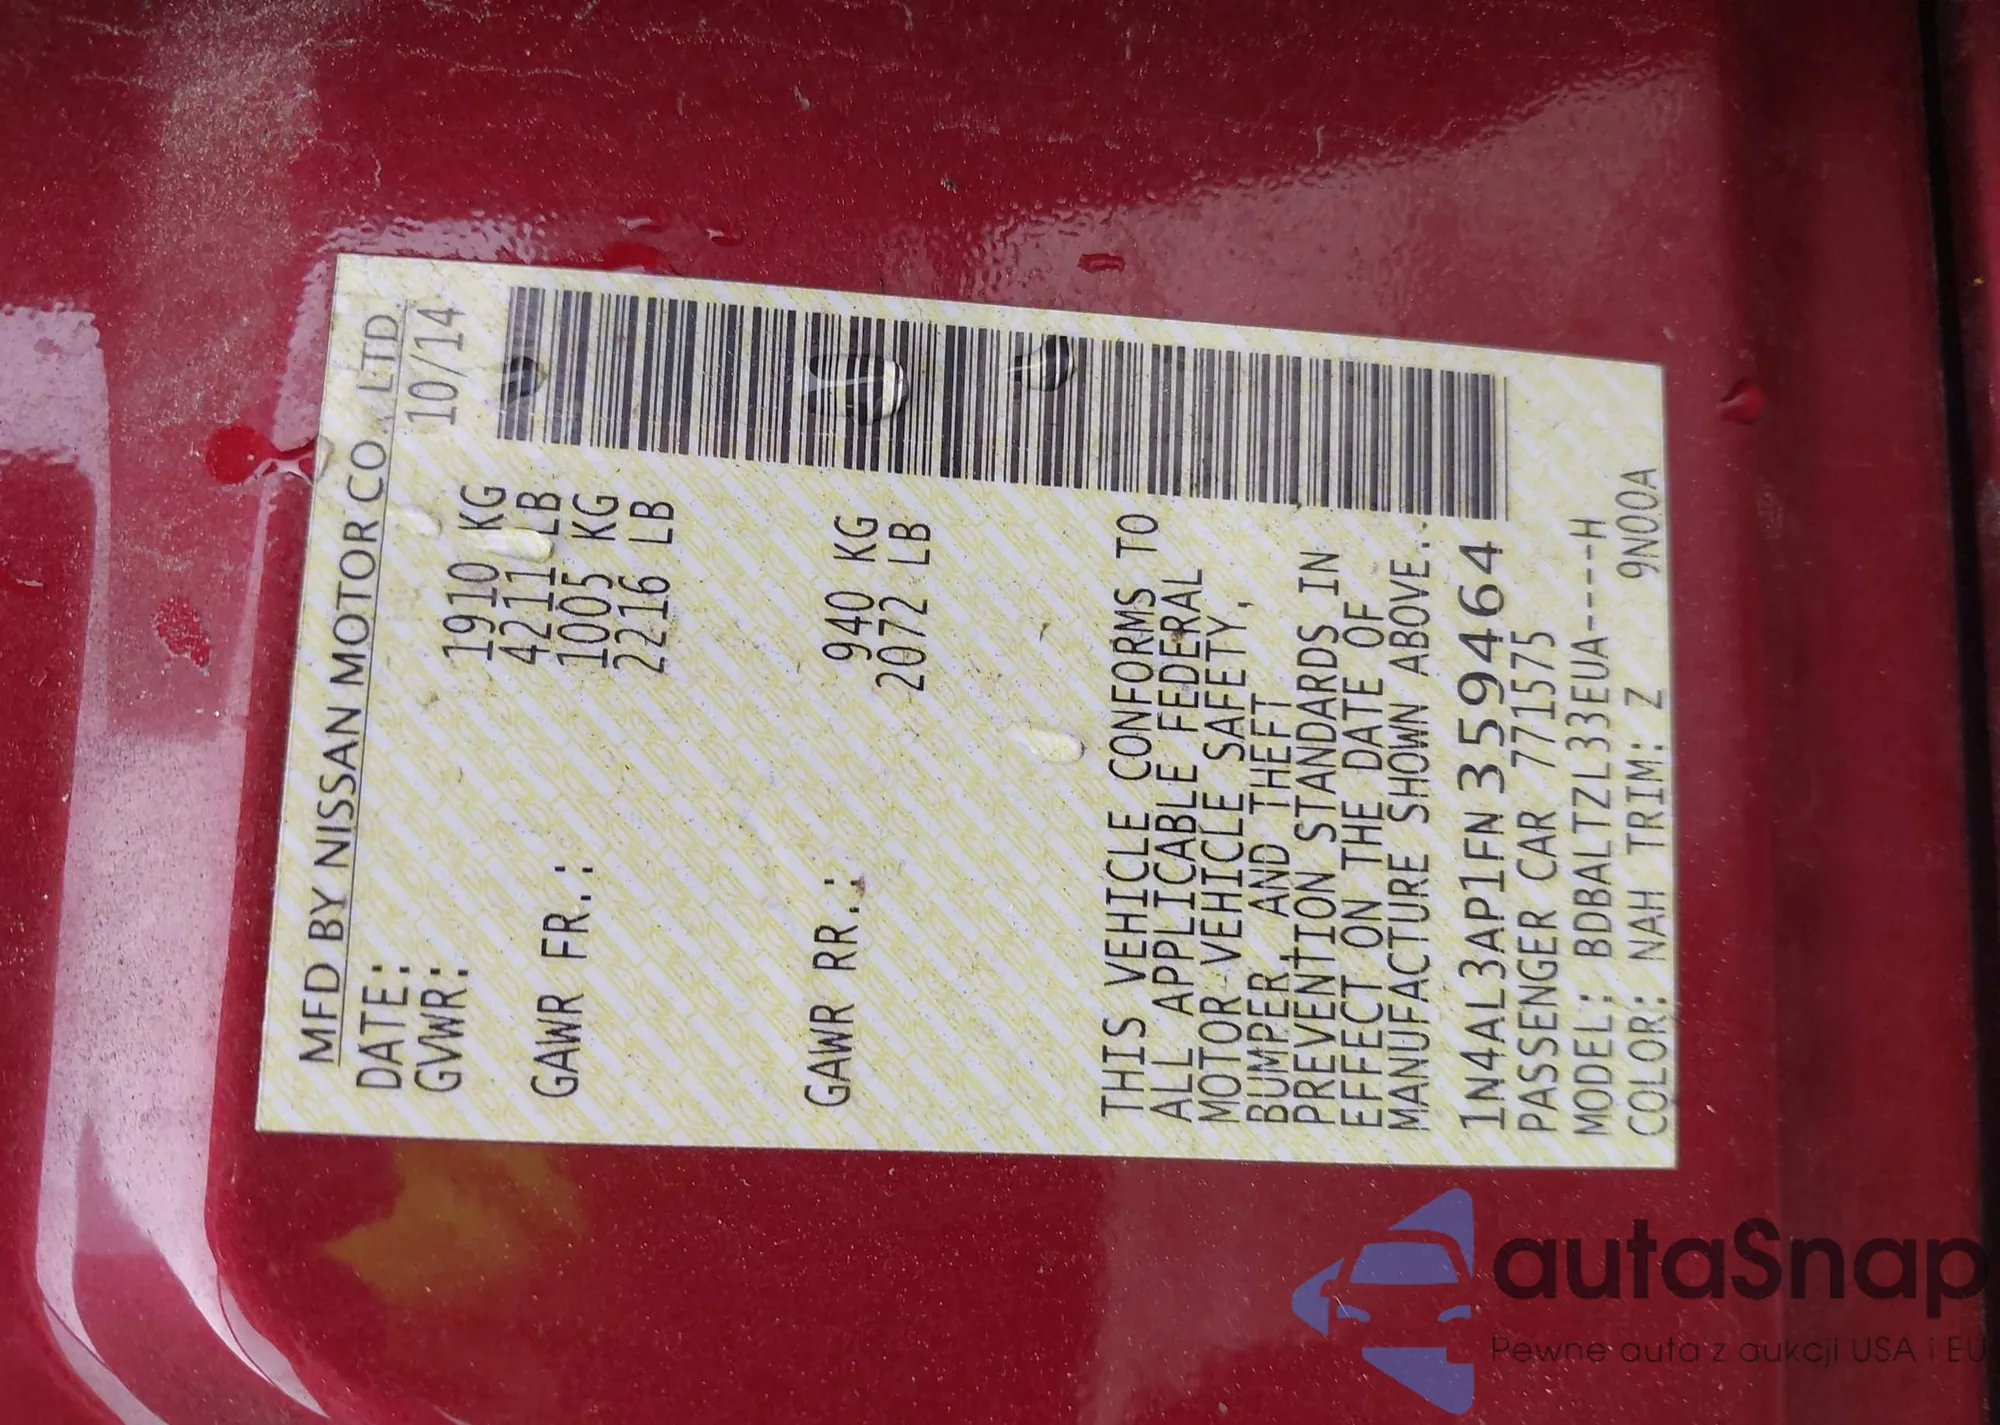 MFD BY NISSAN MOTOR CO., LTD.
DATE: 10/14
GVWR: 1910 KG
4211 LB
GAWR FR.: 1005 KG
2216 LB
GAWR RR.: 940 KG
2072 LB
THIS VEHICLE CONFORMS TO
ALL APPLICABLE FEDERAL
MOTOR VEHICLE SAFETY,
BUMPER, AND THEFT
PREVENTION STANDARDS IN
EFFECT ON THE DATE OF
MANUFACTURE SHOWN ABOVE.
1N4AL3AP1FN359464
PASSENGER CAR 771575
MODEL: BDBALTZL33EUA----H
COLOR: NAH TRIM: Z 9N00A
autaSnap
Pewne auta z aukcji USA i EU